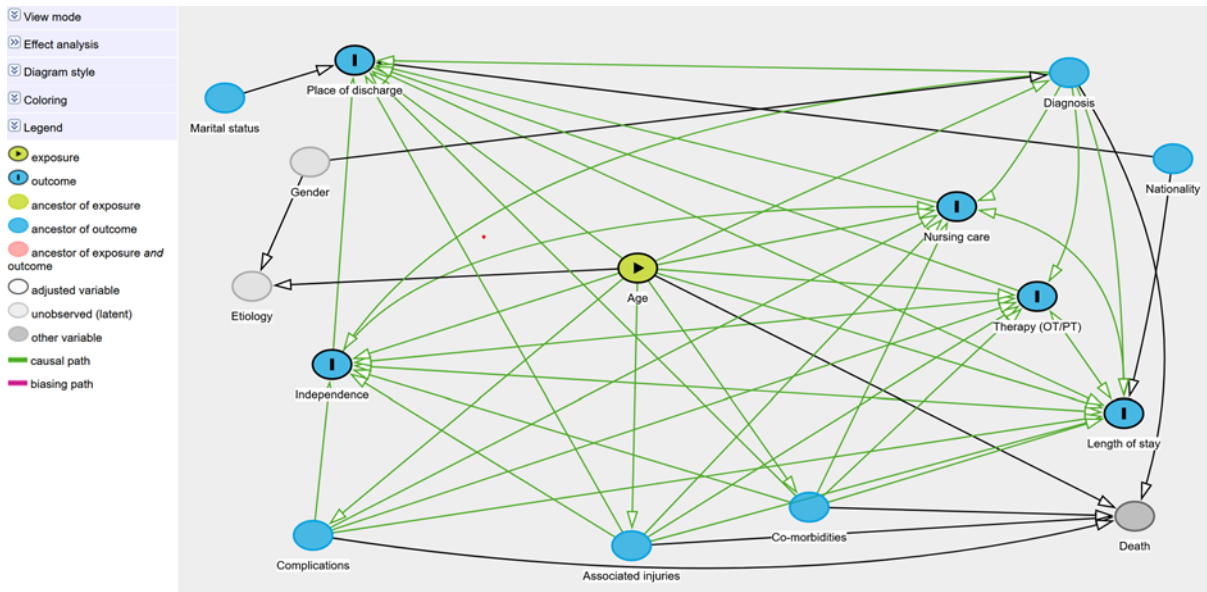 View mode
Effect analysis
Diagram style
Coloring
Legend
exposure
outcome
ancestor of exposure
ancestor of outcome
ancestor of exposure and
outcome
adjusted variable
unobserved (latent)
other variable
causal path
biasing path
Place of discharge
Diagnosis
Marital status
Gender
Nationality
Nursing care
Etiology
Age
Therapy (OT/PT)
Independence
Length of stay
Co-morbidities
Death
Complications
Associated injuries